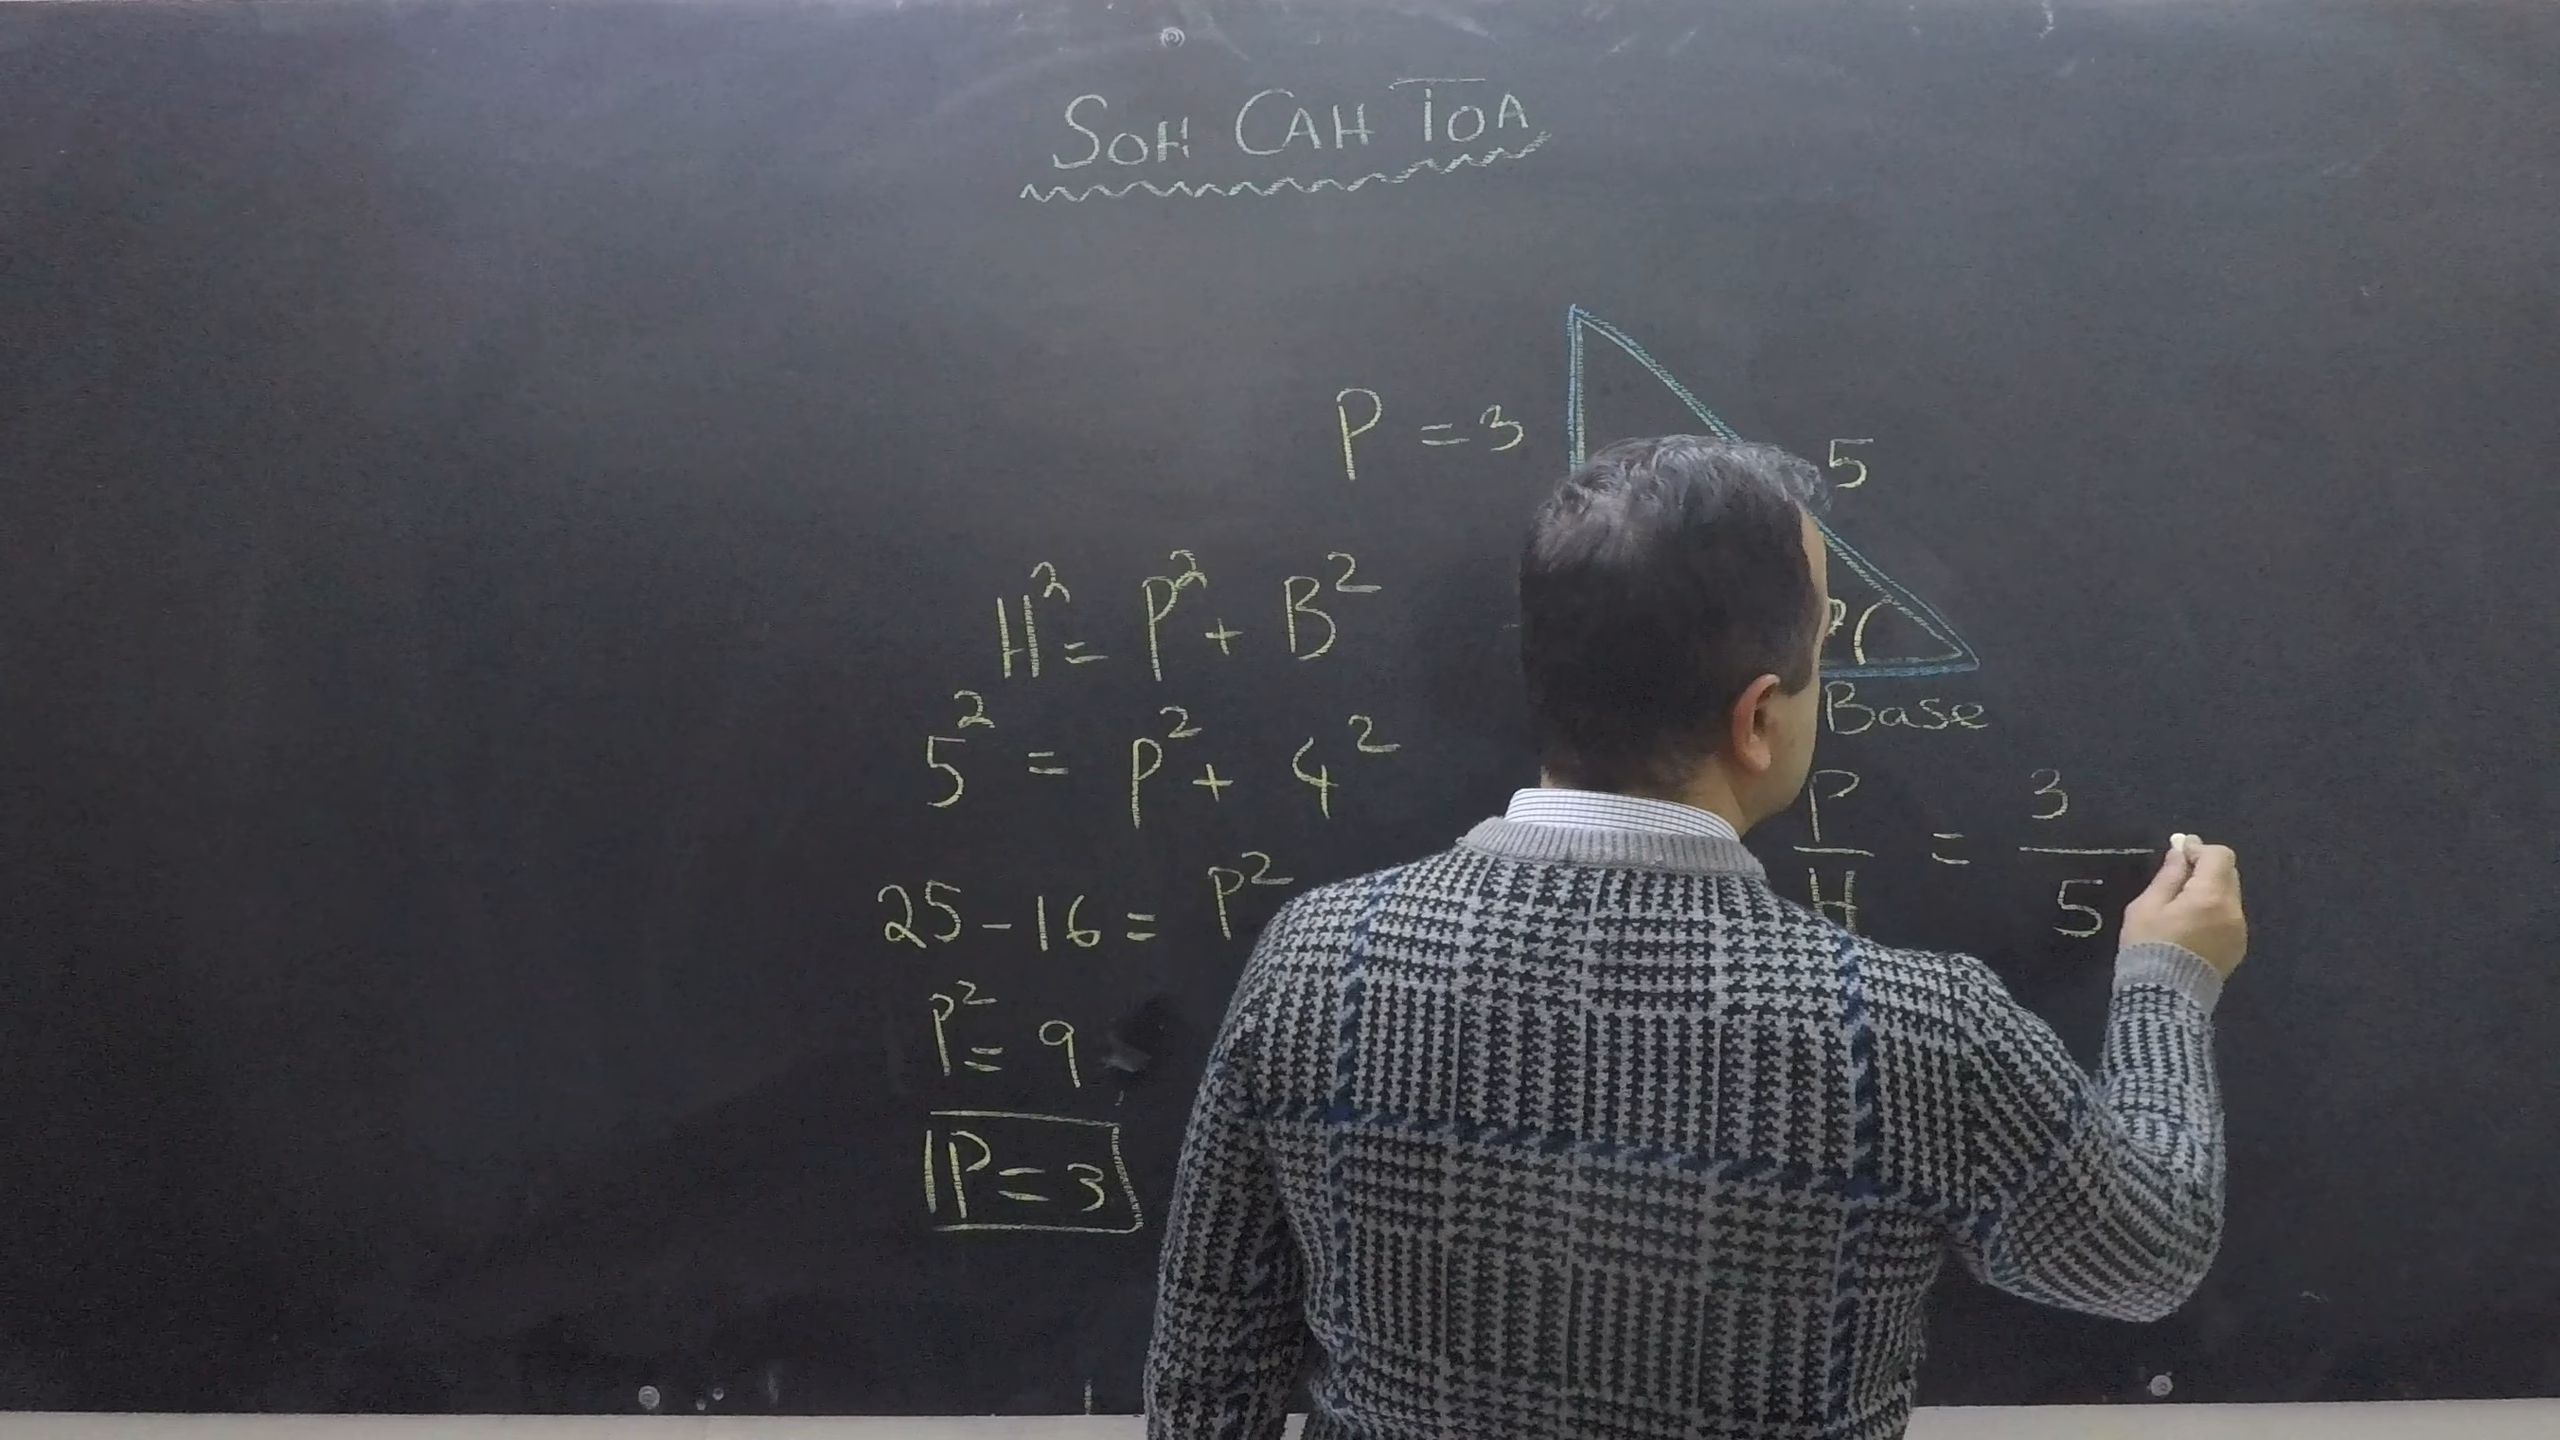 SOH CAH TOA
P = 3
5
H² = P² + B²
5² = P² + 4²
25 - 16 = P²
P² = 9
P = 3
Base
P/H = 3/5